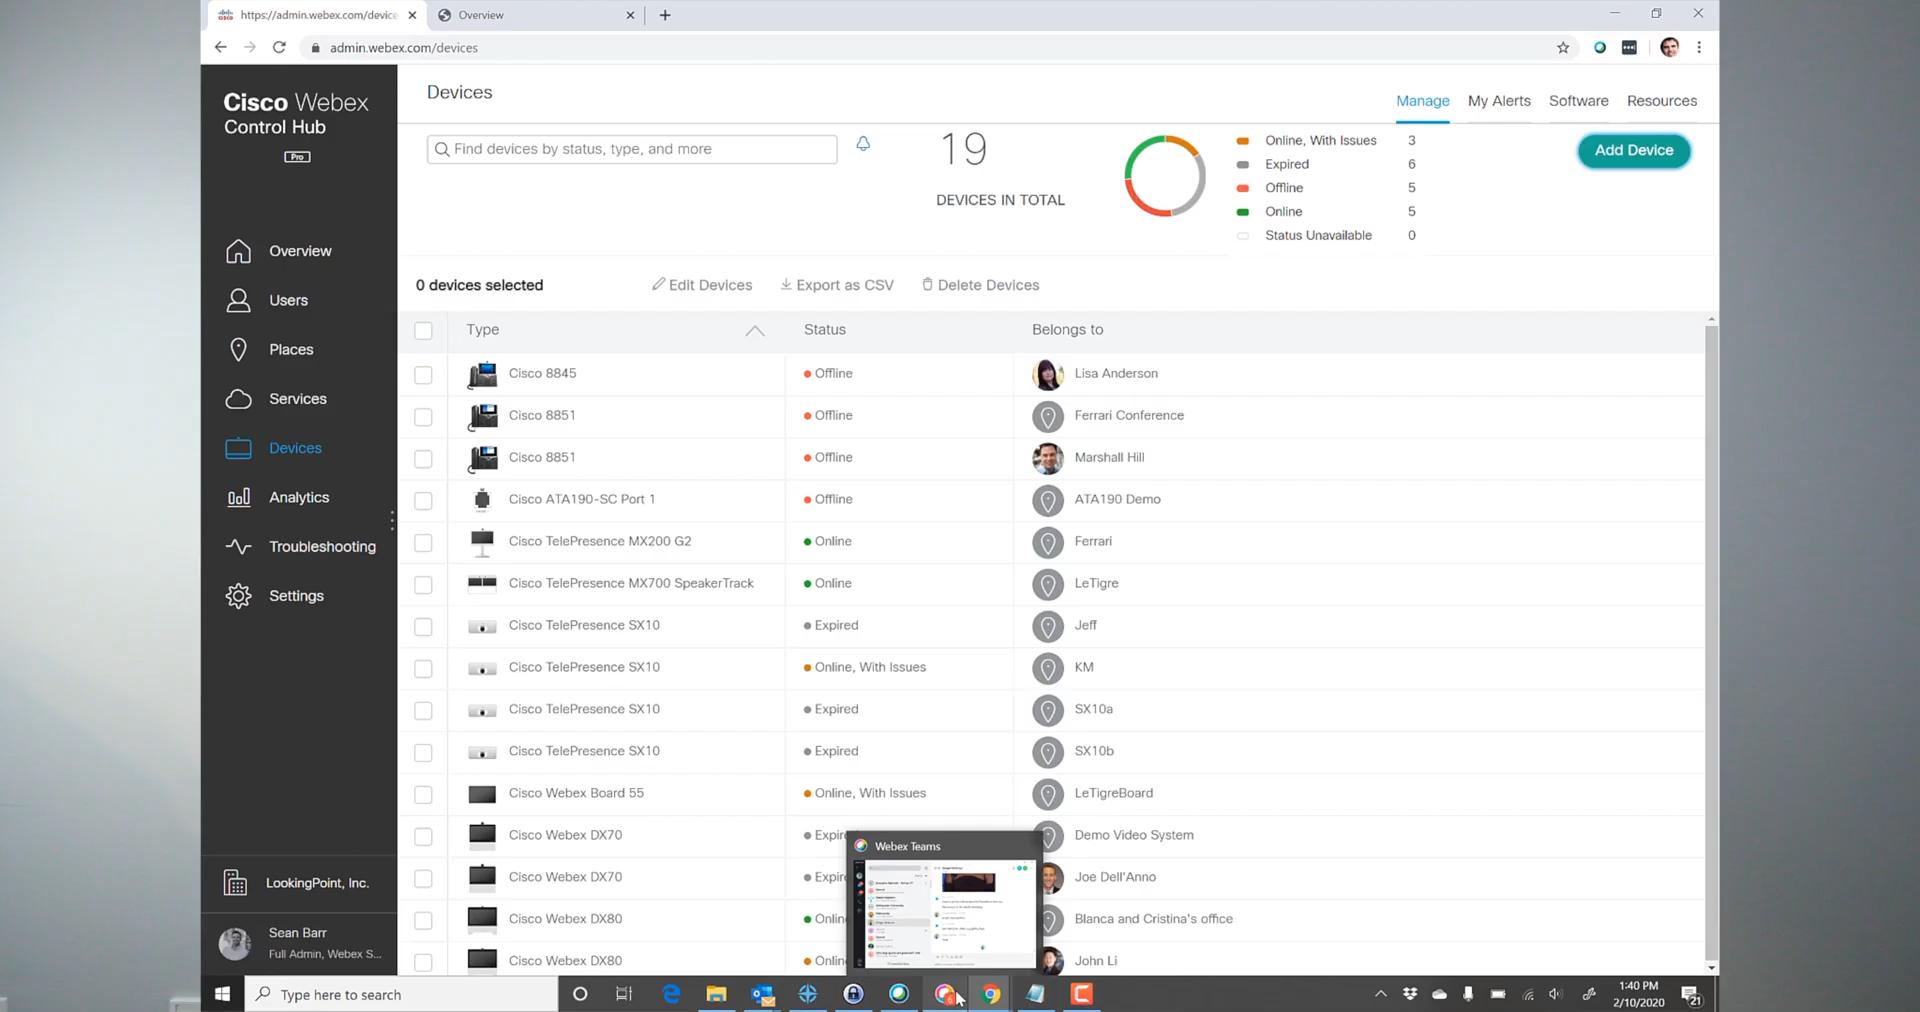 https://admin.webex.com/device
Overview
admin.webex.com/devices
Cisco Webex
Control Hub
Pro
Devices
Manage
My Alerts
Software
Resources
Find devices by status, type, and more
19
DEVICES IN TOTAL
Online, With Issues 3
Expired 6
Offline 5
Online 5
Status Unavailable 0
Add Device
Overview
Users
Places
Services
Devices
Analytics
Troubleshooting
Settings
LookingPoint, Inc.
Sean Barr
Full Admin, Webex S...
0 devices selected
Edit Devices
Export as CSV
Delete Devices
Type Status Belongs to
Cisco 8845 Offline Lisa Anderson
Cisco 8851 Offline Ferrari Conference
Cisco 8851 Offline Marshall Hill
Cisco ATA190-SC Port 1 Offline ATA190 Demo
Cisco TelePresence MX200 G2 Online Ferrari
Cisco TelePresence MX700 SpeakerTrack Online LeTigre
Cisco TelePresence SX10 Expired Jeff
Cisco TelePresence SX10 Online, With Issues KM
Cisco TelePresence SX10 Expired SX10a
Cisco TelePresence SX10 Expired SX10b
Cisco Webex Board 55 Online, With Issues LeTigreBoard
Cisco Webex DX70 Expire Demo Video System
Cisco Webex DX70 Expire Joe Dell'Anno
Cisco Webex DX80 Online Blanca and Cristina's office
Cisco Webex DX80 Online John Li
Webex Teams
Type here to search
1:40 PM
2/10/2020
21